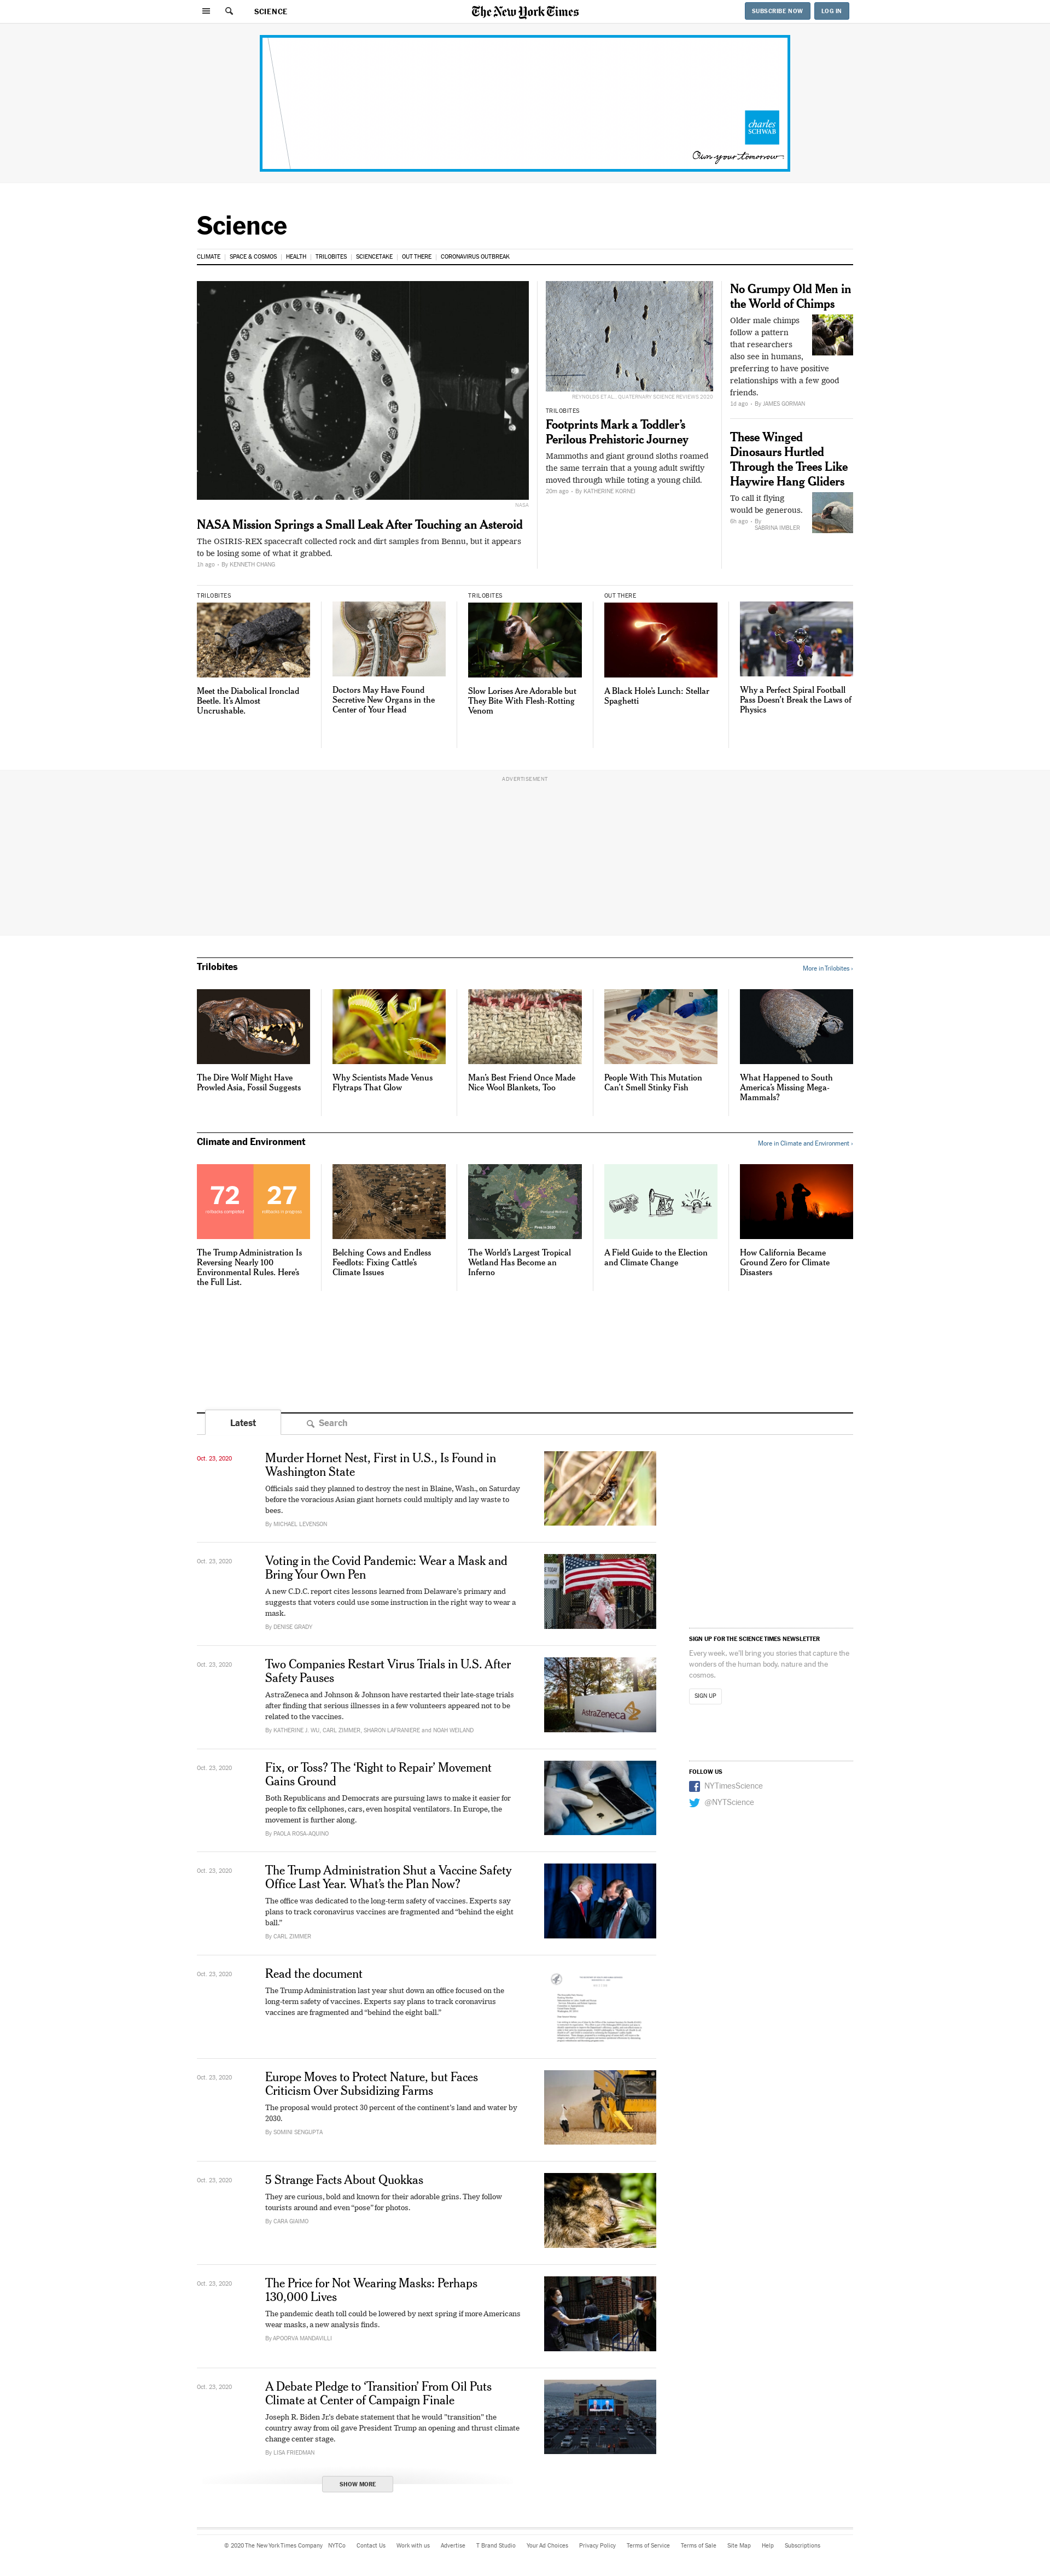 SCIENCE
The New York Times
SUBSCRIBE NOW
LOG IN
charles
SCHWAB
Own your tomorrow
Science
CLIMATE
SPACE & COSMOS
HEALTH
TRILOBITES
SCIENCETAKE
OUT THERE
CORONAVIRUS OUTBREAK
NASA
NASA Mission Springs a Small Leak After Touching an Asteroid
The OSIRIS-REX spacecraft collected rock and dirt samples from Bennu, but it appears
to be losing some of what it grabbed.
1h ago • By KENNETH CHANG
REYNOLDS ET AL., QUATERNARY SCIENCE REVIEWS 2020
TRILOBITES
Footprints Mark a Toddler’s
Perilous Prehistoric Journey
Mammoths and giant ground sloths roamed
the same terrain that a young adult swiftly
moved through while toting a young child.
20m ago • By KATHERINE KORNEI
No Grumpy Old Men in
the World of Chimps
Older male chimps
follow a pattern
that researchers
also see in humans,
preferring to have positive
relationships with a few good
friends.
1d ago • By JAMES GORMAN
These Winged
Dinosaurs Hurtled
Through the Trees Like
Haywire Hang Gliders
To call it flying
would be generous.
6h ago • By
SABRINA IMBLER
TRILOBITES
Meet the Diabolical Ironclad
Beetle. It’s Almost
Uncrushable.
Doctors May Have Found
Secretive New Organs in the
Center of Your Head
TRILOBITES
Slow Lorises Are Adorable but
They Bite With Flesh-Rotting
Venom
OUT THERE
A Black Hole’s Lunch: Stellar
Spaghetti
Why a Perfect Spiral Football
Pass Doesn’t Break the Laws of
Physics
ADVERTISEMENT
Trilobites
More in Trilobites ›
The Dire Wolf Might Have
Prowled Asia, Fossil Suggests
Why Scientists Made Venus
Flytraps That Glow
Man’s Best Friend Once Made
Nice Wool Blankets, Too
People With This Mutation
Can’t Smell Stinky Fish
What Happened to South
America’s Missing Mega-
Mammals?
Climate and Environment
More in Climate and Environment ›
72
rollbacks completed
27
rollbacks in progress
The Trump Administration Is
Reversing Nearly 100
Environmental Rules. Here’s
the Full List.
Belching Cows and Endless
Feedlots: Fixing Cattle’s
Climate Issues
The World’s Largest Tropical
Wetland Has Become an
Inferno
A Field Guide to the Election
and Climate Change
How California Became
Ground Zero for Climate
Disasters
Latest
Search
Oct. 23, 2020
Murder Hornet Nest, First in U.S., Is Found in
Washington State
Officials said they planned to destroy the nest in Blaine, Wash., on Saturday
before the voracious Asian giant hornets could multiply and lay waste to
bees.
By MICHAEL LEVENSON
Oct. 23, 2020
Voting in the Covid Pandemic: Wear a Mask and
Bring Your Own Pen
A new C.D.C. report cites lessons learned from Delaware’s primary and
suggests that voters could use some instruction in the right way to wear a
mask.
By DENISE GRADY
Oct. 23, 2020
Two Companies Restart Virus Trials in U.S. After
Safety Pauses
AstraZeneca and Johnson & Johnson have restarted their late-stage trials
after finding that serious illnesses in a few volunteers appeared not to be
related to the vaccines.
By KATHERINE J. WU, CARL ZIMMER, SHARON LAFRANIERE and NOAH WEILAND
AstraZeneca
Oct. 23, 2020
Fix, or Toss? The ‘Right to Repair’ Movement
Gains Ground
Both Republicans and Democrats are pursuing laws to make it easier for
people to fix cellphones, cars, even hospital ventilators. In Europe, the
movement is further along.
By PAOLA ROSA-AQUINO
Oct. 23, 2020
The Trump Administration Shut a Vaccine Safety
Office Last Year. What’s the Plan Now?
The office was dedicated to the long-term safety of vaccines. Experts say
plans to track coronavirus vaccines are fragmented and “behind the eight
ball.”
By CARL ZIMMER
Oct. 23, 2020
Read the document
The Trump Administration last year shut down an office focused on the
long-term safety of vaccines. Experts say plans to track coronavirus
vaccines are fragmented and “behind the eight ball.”
Oct. 23, 2020
Europe Moves to Protect Nature, but Faces
Criticism Over Subsidizing Farms
The proposal would protect 30 percent of the continent’s land and water by
2030.
By SOMINI SENGUPTA
Oct. 23, 2020
5 Strange Facts About Quokkas
They are curious, bold and known for their adorable grins. They follow
tourists around and even “pose” for photos.
By CARA GIAIMO
Oct. 23, 2020
The Price for Not Wearing Masks: Perhaps
130,000 Lives
The pandemic death toll could be lowered by next spring if more Americans
wear masks, a new analysis finds.
By APOORVA MANDAVILLI
Oct. 23, 2020
A Debate Pledge to ‘Transition’ From Oil Puts
Climate at Center of Campaign Finale
Joseph R. Biden Jr.’s debate statement that he would “transition” the
country away from oil gave President Trump an opening and thrust climate
change center stage.
By LISA FRIEDMAN
SHOW MORE
SIGN UP FOR THE SCIENCE TIMES NEWSLETTER
Every week, we’ll bring you stories that capture the
wonders of the human body, nature and the
cosmos.
SIGN UP
FOLLOW US
NYTimesScience
@NYTScience
© 2020 The New York Times Company
NYTCo
Contact Us
Work with us
Advertise
T Brand Studio
Your Ad Choices
Privacy Policy
Terms of Service
Terms of Sale
Site Map
Help
Subscriptions